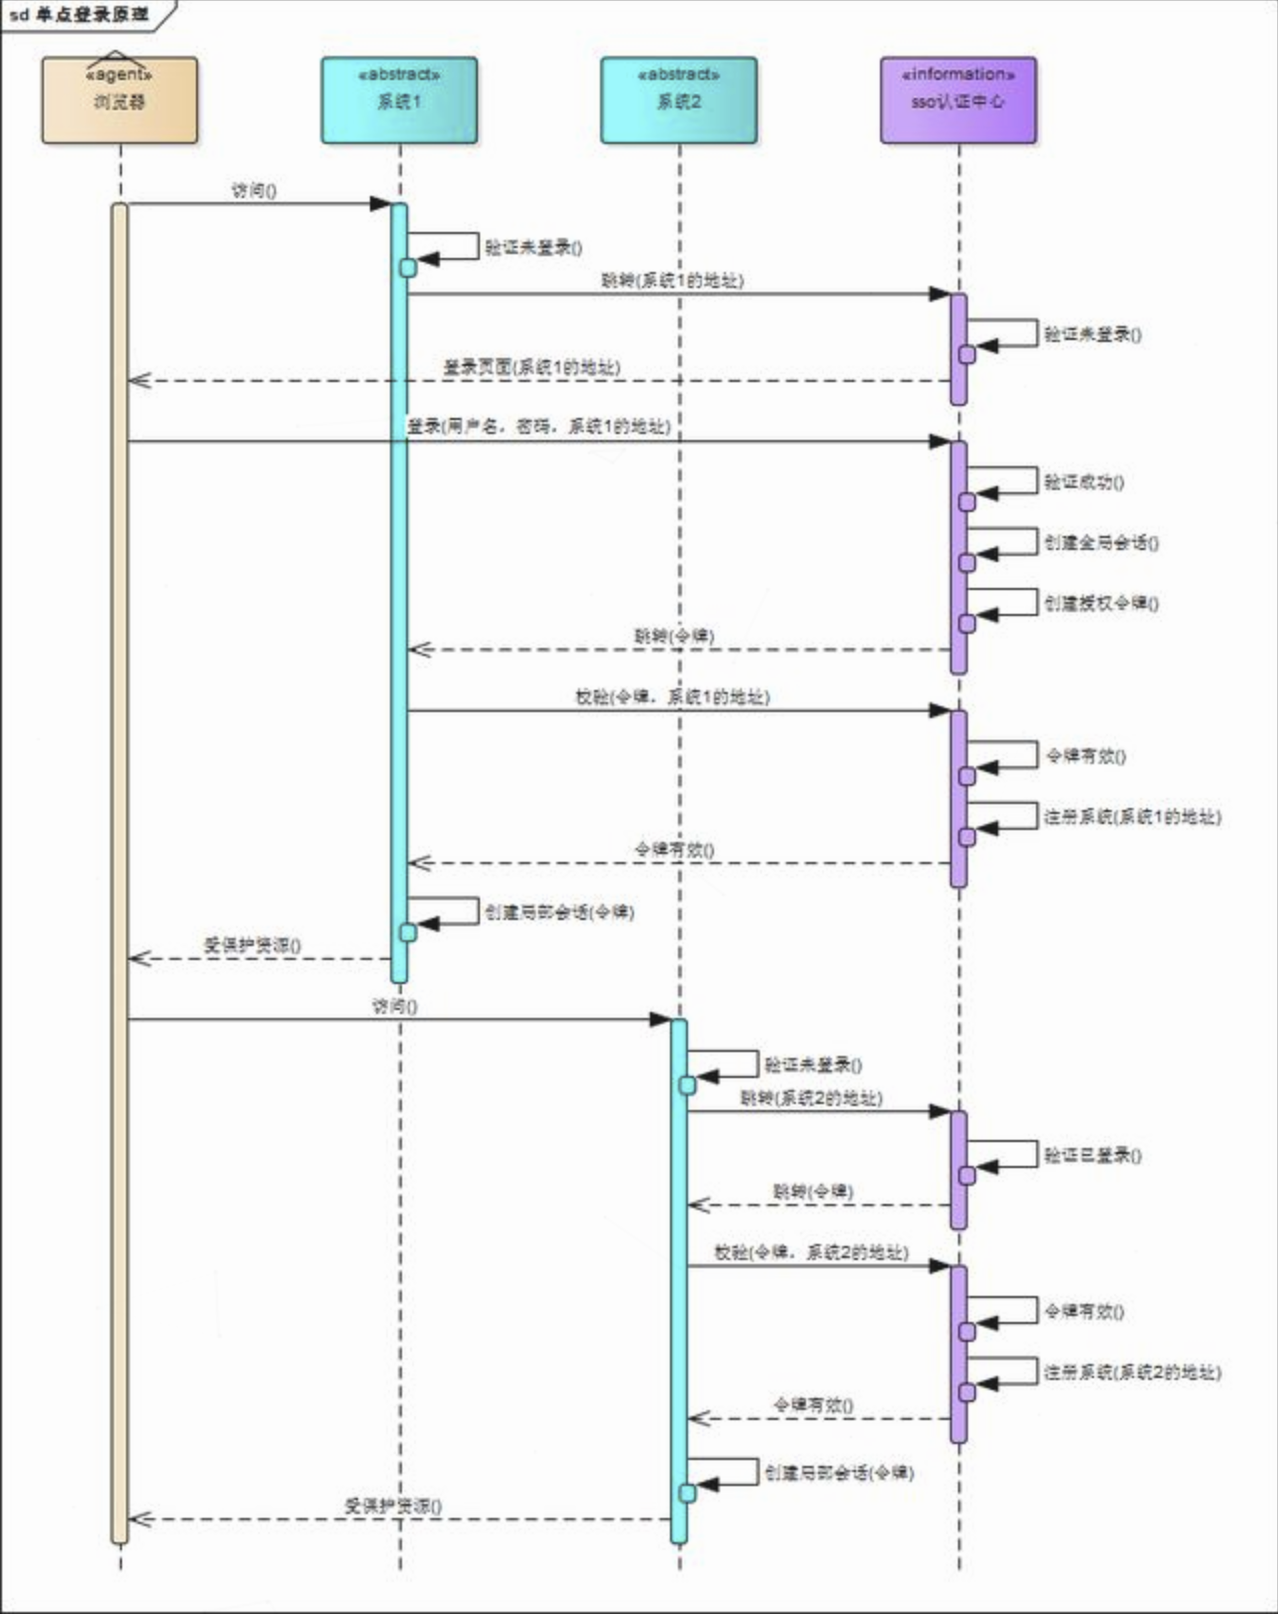 sd 单点登录原理
«agent»
浏览器
«abstract»
系统1
«abstract»
系统2
«information»
sso认证中心
访问()
验证未登录()
跳转(系统1的地址)
验证未登录()
登录页面(系统1的地址)
登录(用户名，密码，系统1的地址)
验证成功()
创建全局会话()
创建授权令牌()
跳转(令牌)
校验(令牌，系统1的地址)
令牌有效()
注册系统(系统1的地址)
令牌有效()
创建局部会话(令牌)
受保护资源()
访问()
验证未登录()
跳转(系统2的地址)
验证已登录()
跳转(令牌)
校验(令牌，系统2的地址)
令牌有效()
注册系统(系统2的地址)
令牌有效()
创建局部会话(令牌)
受保护资源()